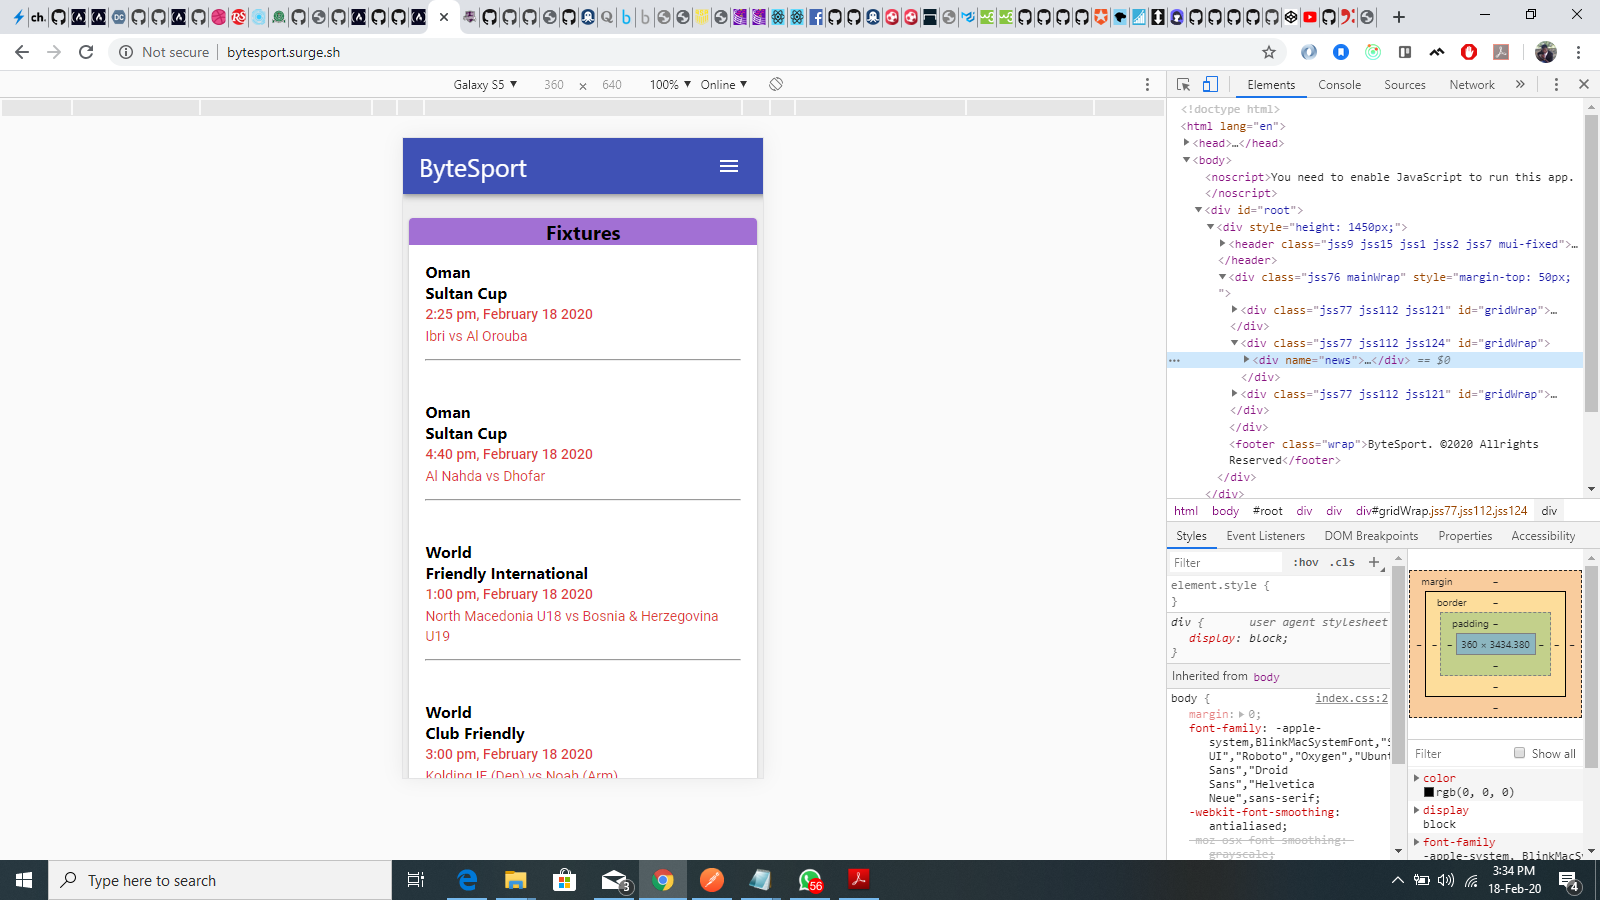 ch
Not secure | bytesport.surge.sh
Galaxy S5 ▼ 360 × 640 100% ▼ Online ▼
Elements Console Sources Network »
ByteSport
Fixtures
Oman
Sultan Cup
2:25 pm, February 18 2020
Ibri vs Al Orouba
Oman
Sultan Cup
4:40 pm, February 18 2020
Al Nahda vs Dhofar
World
Friendly International
1:00 pm, February 18 2020
North Macedonia U18 vs Bosnia & Herzegovina
U19
World
Club Friendly
3:00 pm, February 18 2020
Kolding IF (Den) vs Noah (Arm)
<!doctype html>
<html lang="en">
<head>…</head>
<body>
<noscript>You need to enable JavaScript to run this app.
</noscript>
<div id="root">
<div style="height: 1450px;">
<header class="jss9 jss15 jss1 jss2 jss7 mui-fixed">…
</header>
<div class="jss76 mainWrap" style="margin-top: 50px;
">
<div class="jss77 jss112 jss121" id="gridWrap">…
</div>
<div class="jss77 jss112 jss124" id="gridWrap">
<div name="news">…</div> == $0
</div>
<div class="jss77 jss112 jss121" id="gridWrap">…
</div>
</div>
<footer class="wrap">ByteSport. ©2020 Allrights
Reserved</footer>
</div>
</div>
html body #root div div div#gridWrap.jss77.jss112.jss124 div
Styles Event Listeners DOM Breakpoints Properties Accessibility
Filter :hov .cls +
element.style {
}
div { user agent stylesheet
display: block;
}
Inherited from body
body { index.css:2
margin: 0;
font-family: -apple-
system,BlinkMacSystemFont,"S
UI","Roboto","Oxygen","Ubunt
Sans","Droid
Sans","Helvetica
Neue",sans-serif;
-webkit-font-smoothing:
antialiased;
-moz-osx-font-smoothing:
grayscale;
margin –
border –
padding –
– – – 360 × 3434.380 – – –
–
–
–
Filter Show all
color
rgb(0, 0, 0)
display
block
font-family
-apple-system, BlinkMacSy
Type here to search
3
56
3:34 PM
18-Feb-20
4